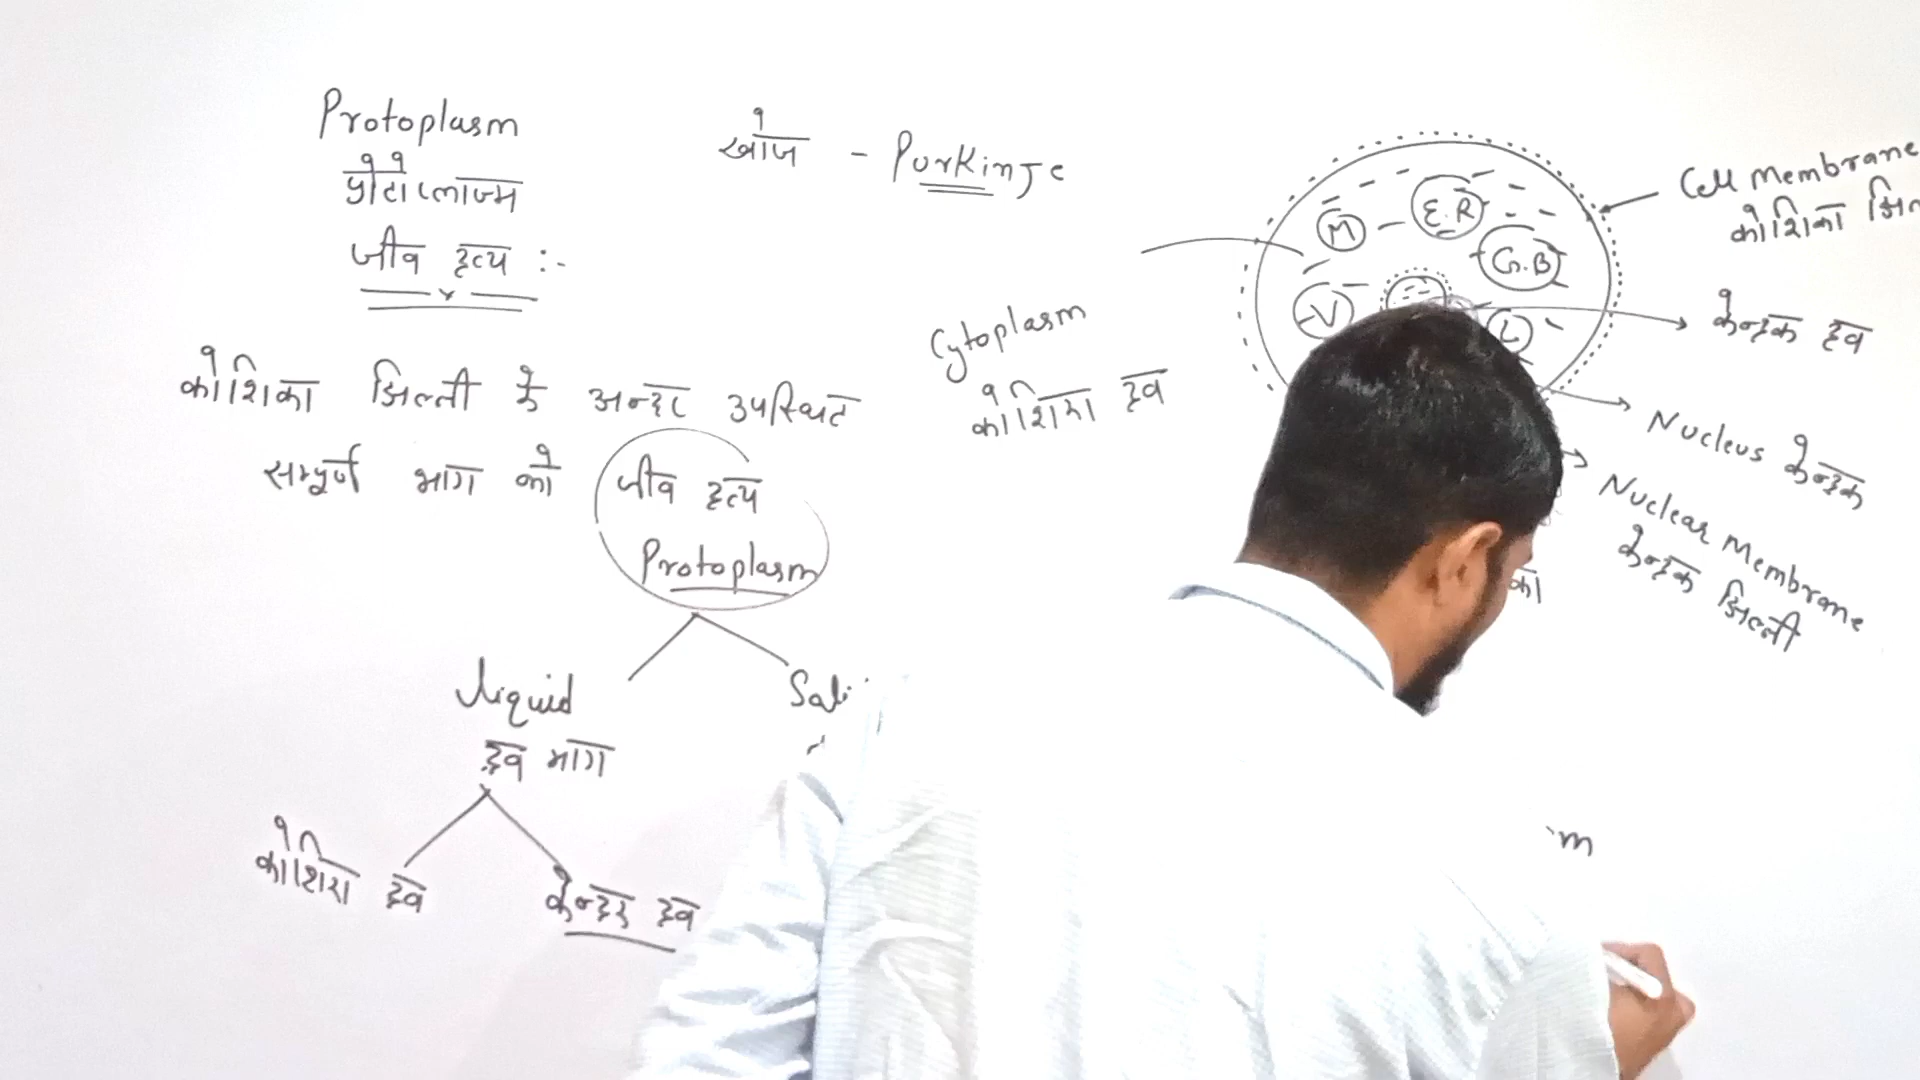 Protoplasm
प्रोटोप्लाज्म
जीव द्रव्य :-
खोज - PurKinJe
कोशिका झिल्ली के अन्दर उपस्थित
सम्पूर्ण भाग को जीव द्रव्य
Protoplasm
Liquid
द्रव भाग
कोशिका द्रव
केन्द्रक द्रव
Cytoplasm
कोशिका द्रव
M
E.R
G.B
V
L
Cell Membrane
कोशिका
केन्द्रक द्रव
Nucleus केन्द्रक
Nuclear Membrane
केन्द्रक झिल्ली